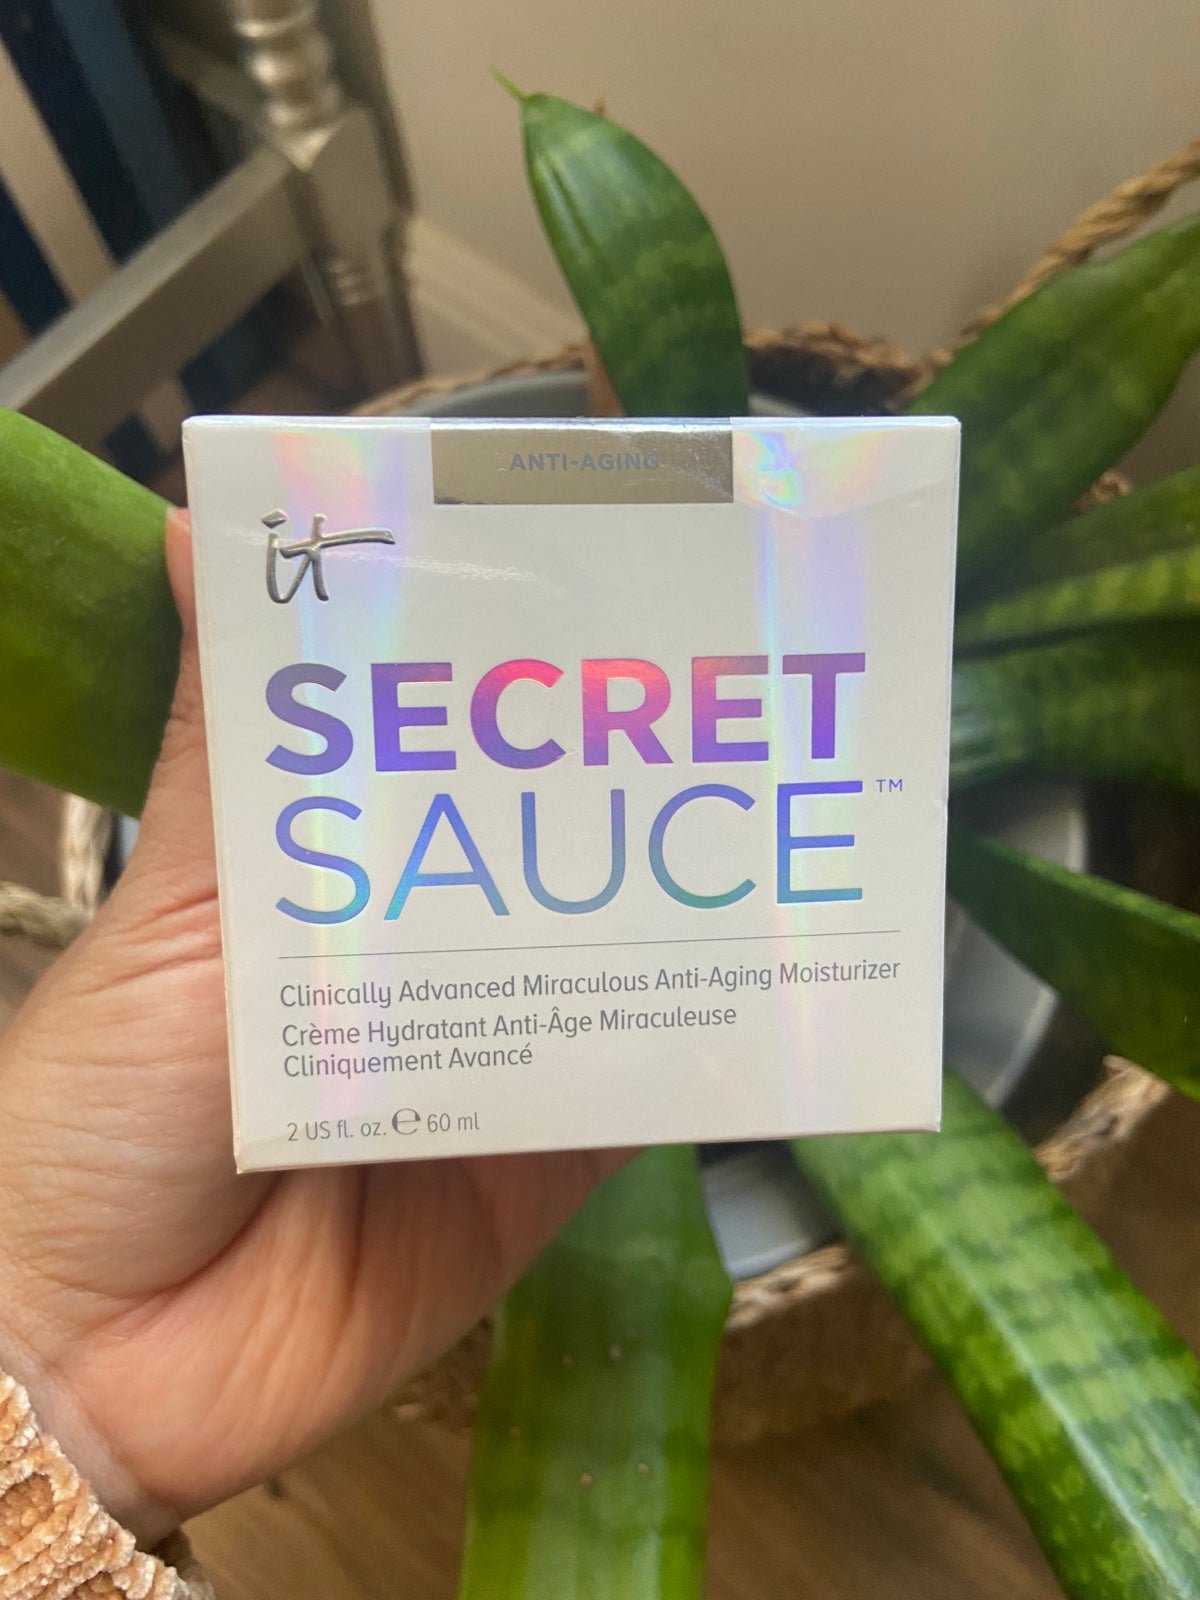 ANTI-AGING
it
SECRET
SAUCE™
Clinically Advanced Miraculous Anti-Aging Moisturizer
Crème Hydratant Anti-Âge Miraculeuse
Cliniquement Avancé
2 US fl. oz. ℮ 60 ml